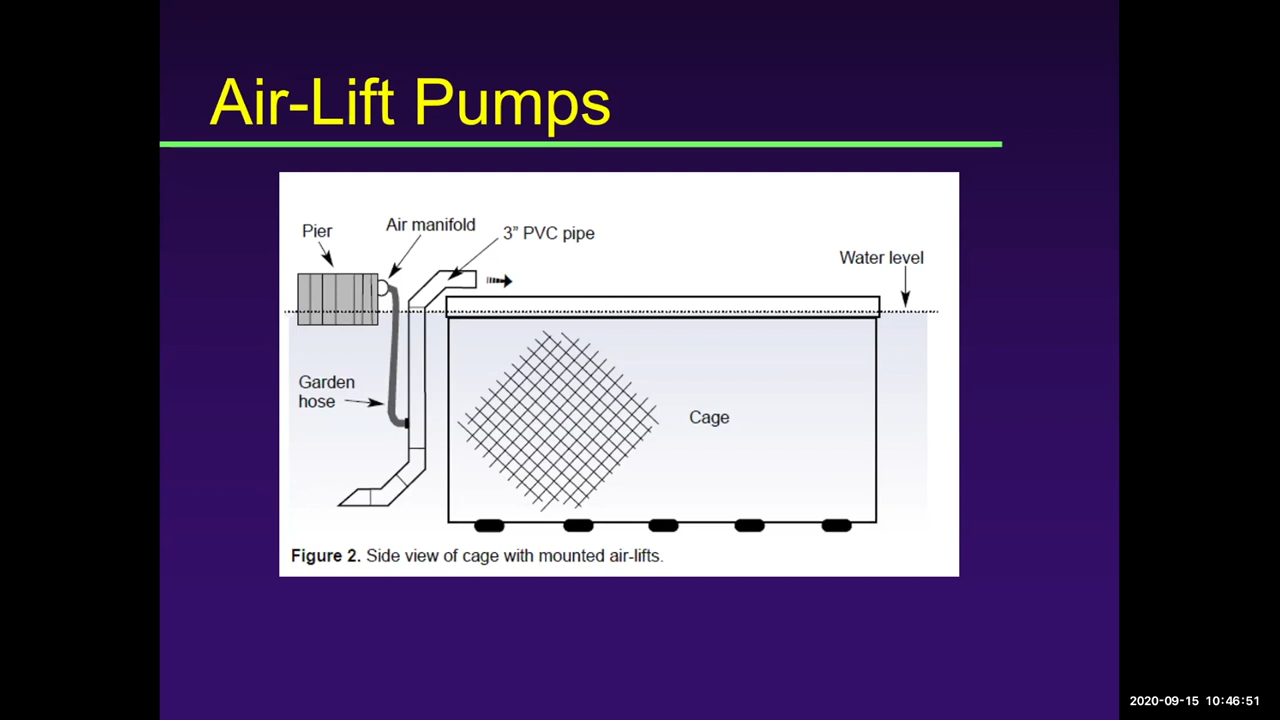 Air-Lift Pumps
Pier
Air manifold
3” PVC pipe
Water level
Garden
hose
Cage
Figure 2. Side view of cage with mounted air-lifts.
2020-09-15 10:46:51